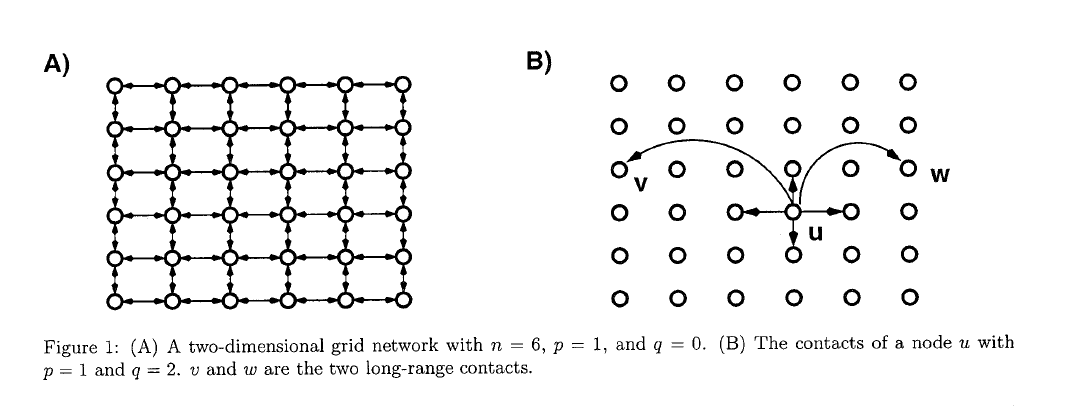 A)
B)
v
w
u
Figure 1: (A) A two-dimensional grid network with n = 6, p = 1, and q = 0. (B) The contacts of a node u with
p = 1 and q = 2. v and w are the two long-range contacts.